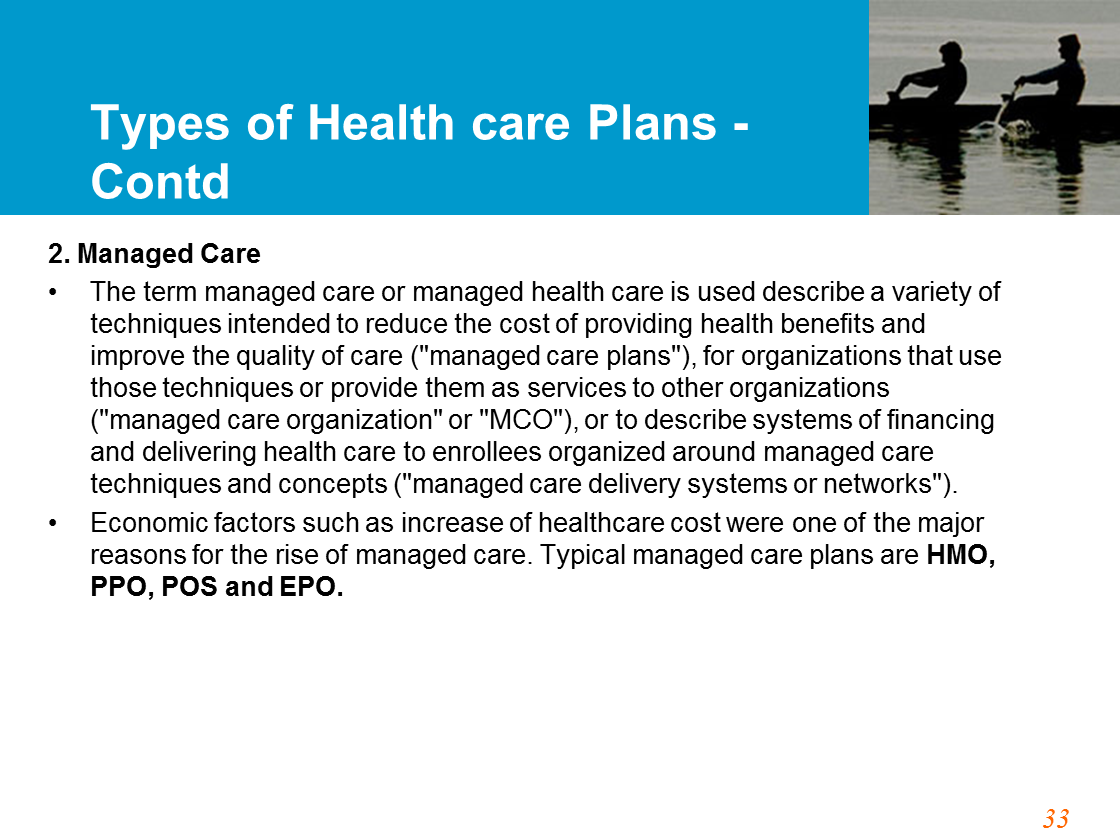 Types of Health care Plans -
Contd
2. Managed Care
• The term managed care or managed health care is used describe a variety of
techniques intended to reduce the cost of providing health benefits and
improve the quality of care ("managed care plans"), for organizations that use
those techniques or provide them as services to other organizations
("managed care organization" or "MCO"), or to describe systems of financing
and delivering health care to enrollees organized around managed care
techniques and concepts ("managed care delivery systems or networks").
• Economic factors such as increase of healthcare cost were one of the major
reasons for the rise of managed care. Typical managed care plans are HMO,
PPO, POS and EPO.
33